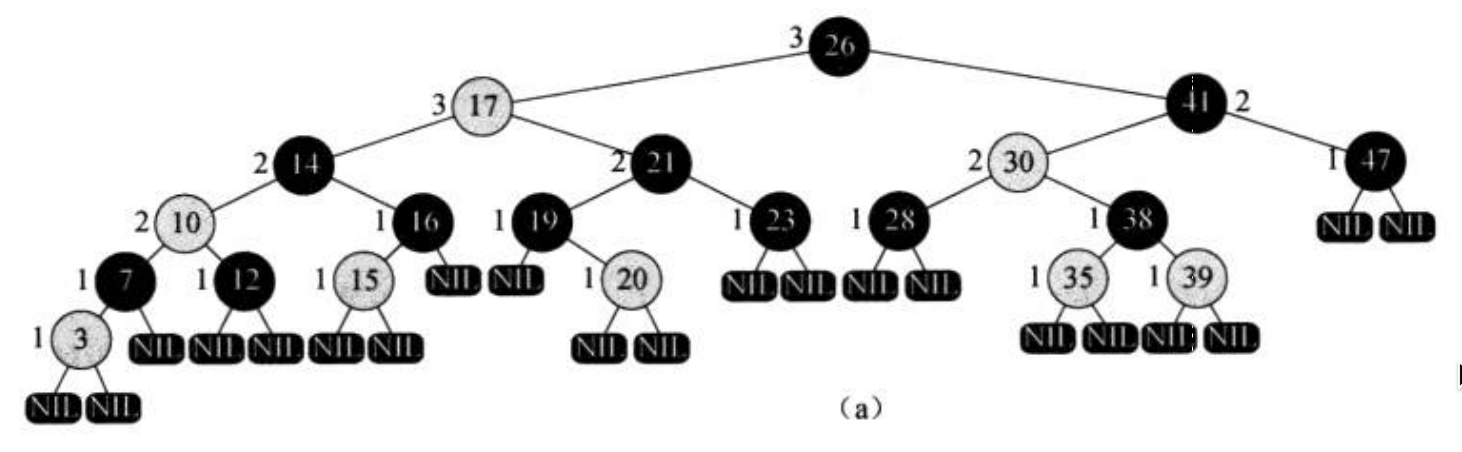 3 26
3 17 41 2
2 14 2 21 2 30 1 47
2 10 1 16 1 19 1 23 1 28 1 38 NIL NIL
1 7 1 12 1 15 NIL NIL 1 20 NIL NIL NIL NIL 1 35 1 39
1 3 NIL NIL NIL NIL NIL NIL NIL NIL NIL NIL NIL
NIL NIL (a)